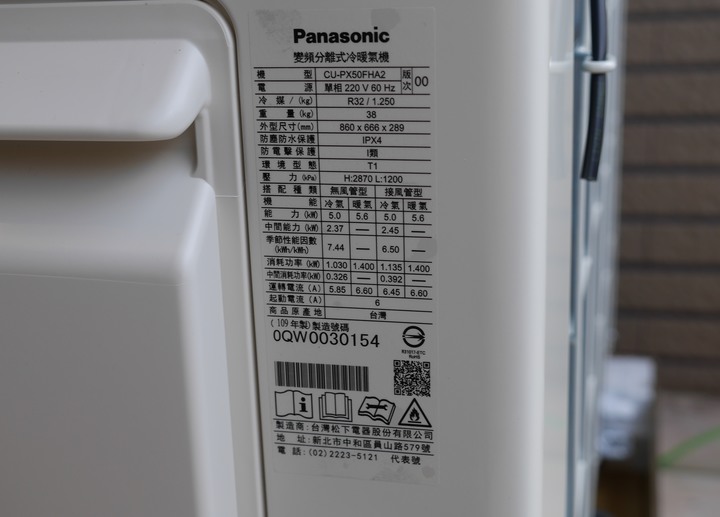 Panasonic
變頻分離式冷暖氣機
機 型 CU-PX50FHA2 版次 00
電 源 單相 220 V 60 Hz
冷 媒 / (kg) R32 / 1.250
重 量 (kg) 38
外型尺寸(mm) 860 x 666 x 289
防塵防水保護 IPX4
防電擊保護 I類
環境型態 T1
壓 力 (kPa) H:2870 L:1200
搭配種類 無風管型 接風管型
機 能 冷氣 暖氣 冷氣 暖氣
能 力 (kW) 5.0 5.6 5.0 5.6
中間能力 (kW) 2.37 — 2.45 —
季節性能因數 (kWh/kWh) 7.44 — 6.50 —
消耗功率 (kW) 1.030 1.400 1.135 1.400
中間消耗功率(kW) 0.326 — 0.392 —
運轉電流 (A) 5.85 6.60 6.45 6.60
起動電流 (A) 6
商品原產地 台灣
(109年製)製造號碼
0QW0030154
R31017-ETC
RoHS
製造商:台灣松下電器股份有限公司
地 址:新北市中和區員山路579號
電 話:(02)2223-5121 代表號